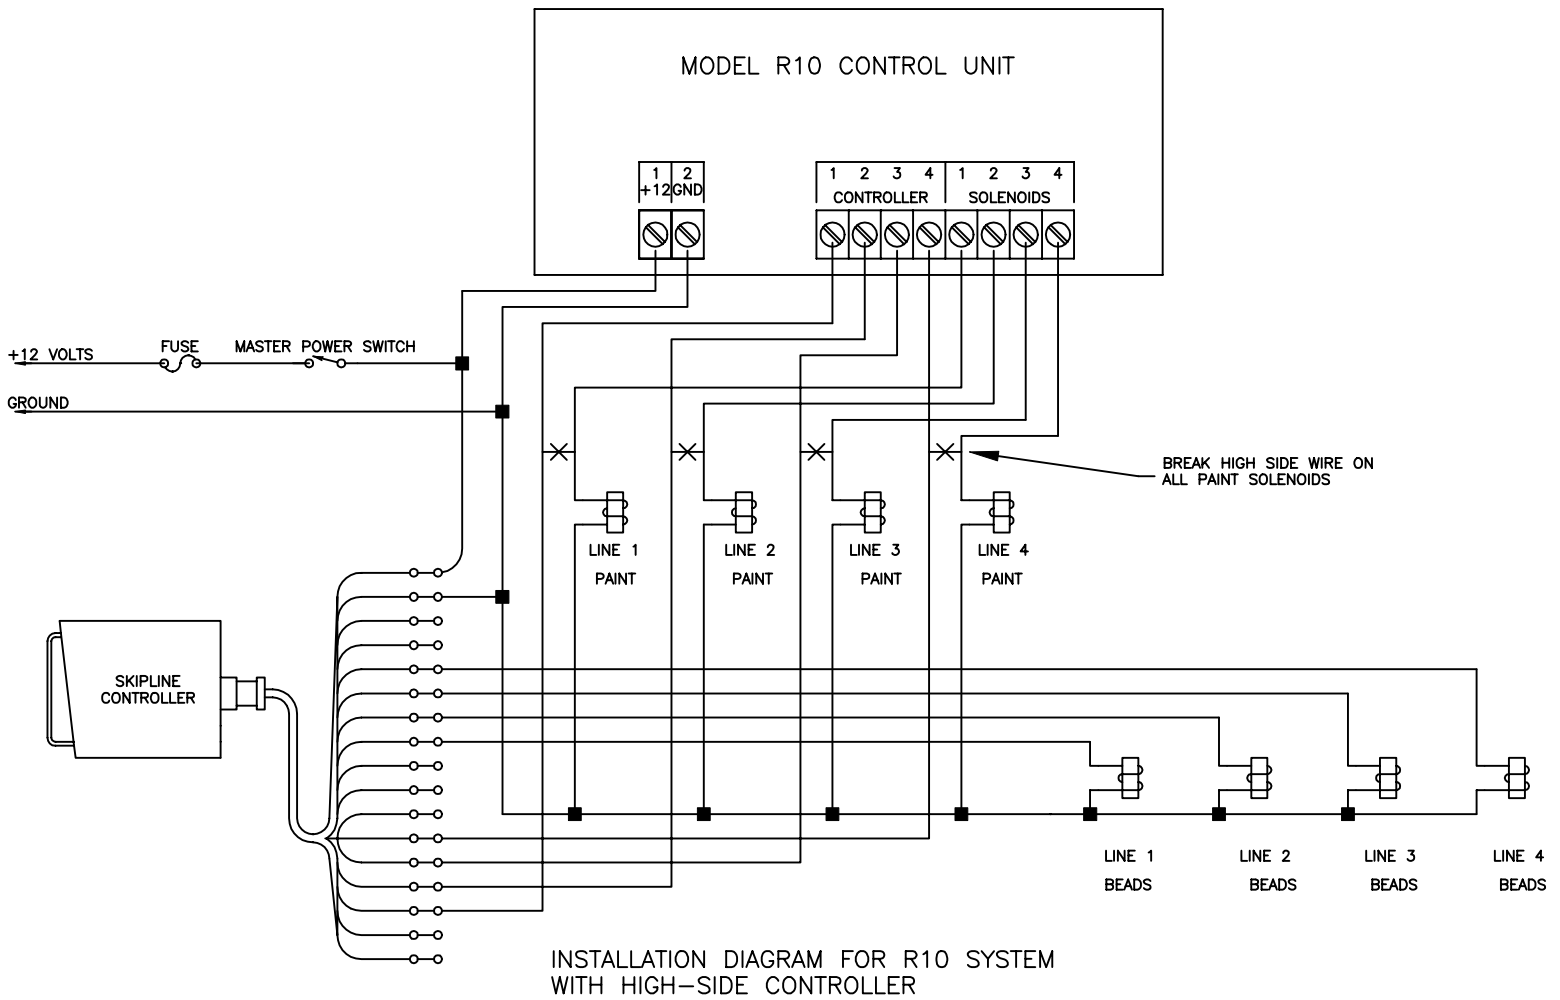 MODEL R10 CONTROL UNIT
1 2
+12 GND
1 2 3 4 1 2 3 4
CONTROLLER SOLENOIDS
+12 VOLTS
FUSE
MASTER POWER SWITCH
GROUND
BREAK HIGH SIDE WIRE ON
ALL PAINT SOLENOIDS
LINE 1
PAINT
LINE 2
PAINT
LINE 3
PAINT
LINE 4
PAINT
SKIPLINE
CONTROLLER
LINE 1
BEADS
LINE 2
BEADS
LINE 3
BEADS
LINE 4
BEADS
INSTALLATION DIAGRAM FOR R10 SYSTEM
WITH HIGH-SIDE CONTROLLER